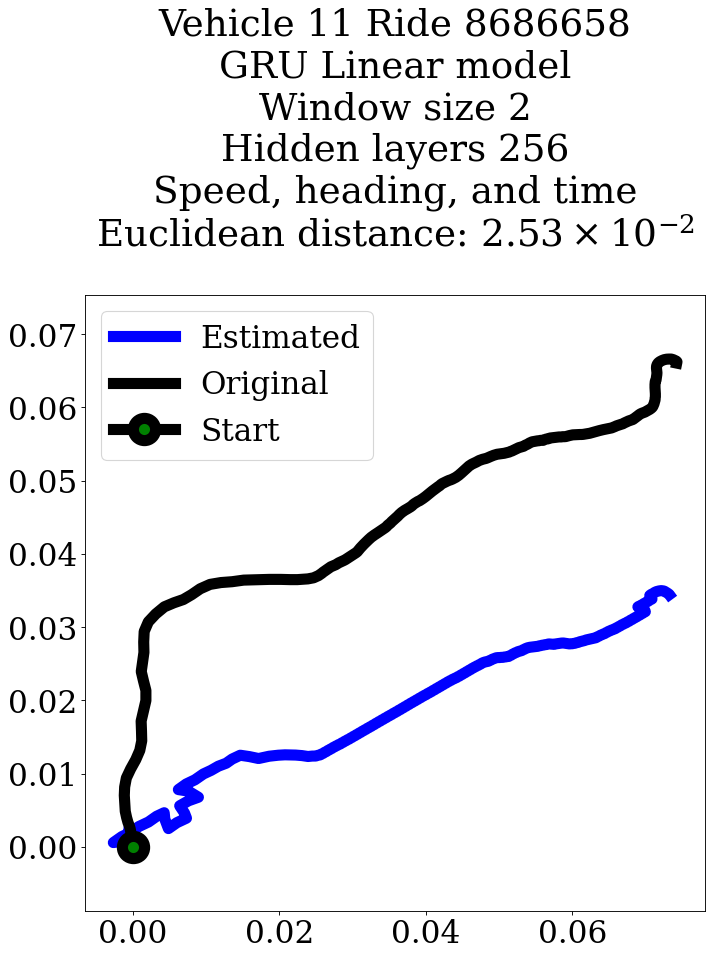 Vehicle 11 Ride 8686658
GRU Linear model
Window size 2
Hidden layers 256
Speed, heading, and time
Euclidean distance: 2.53 × 10⁻²
Estimated
Original
Start
0.07
0.06
0.05
0.04
0.03
0.02
0.01
0.00
0.00 0.02 0.04 0.06